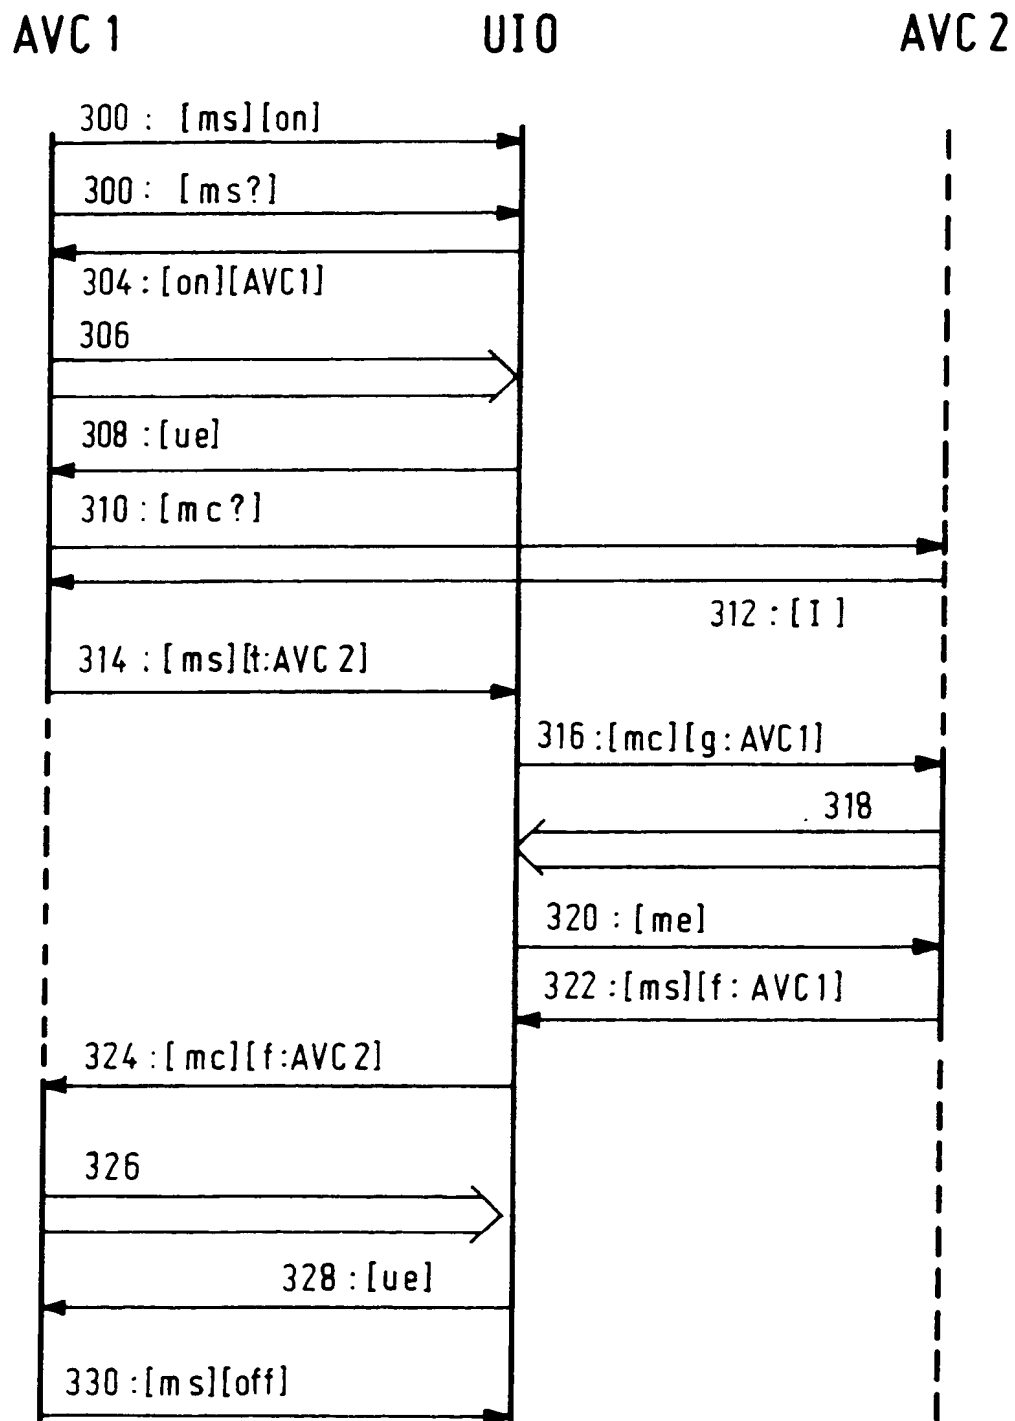 AVC 1 UIO AVC 2
300 : [ms][on]
300 : [ms?]
304 : [on][AVC1]
306
308 : [ue]
310 : [mc?]
312 : [I ]
314 : [ms][t:AVC 2]
316 :[mc][g: AVC1]
318
320 : [me]
322 :[ms][f: AVC1]
324 :[mc][f:AVC2]
326
328 : [ue]
330 :[ms][off]